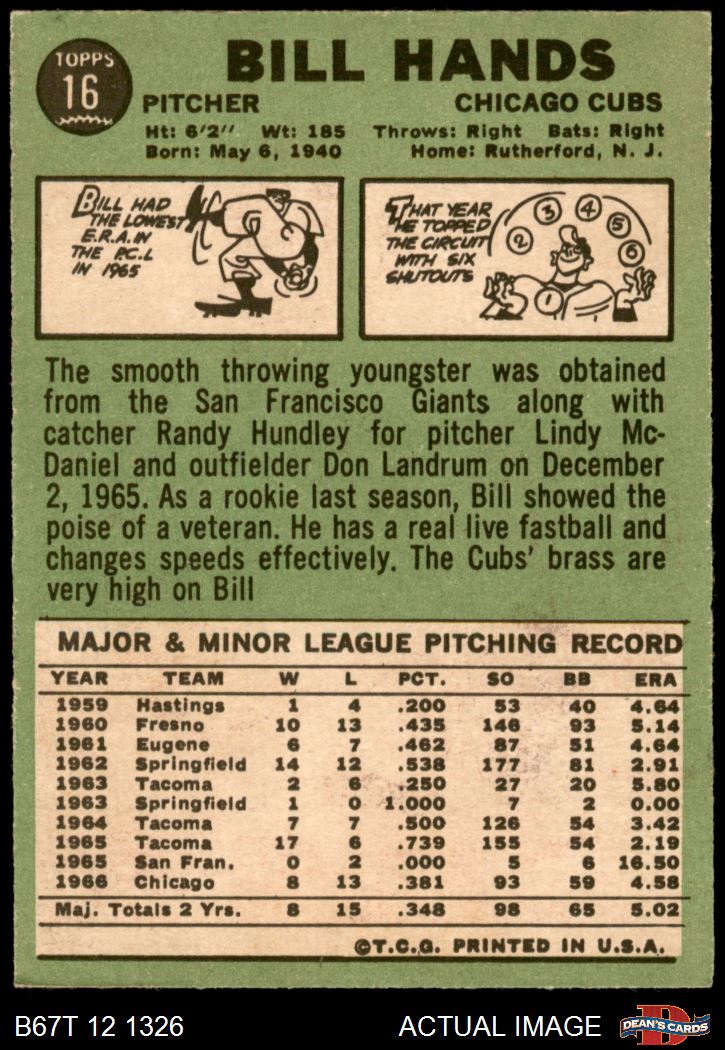 TOPPS
16
BILL HANDS
PITCHER CHICAGO CUBS
Ht: 6'2" Wt: 185 Throws: Right Bats: Right
Born: May 6, 1940 Home: Rutherford, N. J.
BILL HAD
THE LOWEST
E.R.A. IN
THE P.C.L
IN 1965
THAT YEAR
HE TOPPED
THE CIRCUIT
WITH SIX
SHUTOUTS
1 2 3 4 5 6
The smooth throwing youngster was obtained
from the San Francisco Giants along with
catcher Randy Hundley for pitcher Lindy Mc-
Daniel and outfielder Don Landrum on December
2, 1965. As a rookie last season, Bill showed the
poise of a veteran. He has a real live fastball and
changes speeds effectively. The Cubs' brass are
very high on Bill
MAJOR & MINOR LEAGUE PITCHING RECORD
YEAR TEAM W L PCT. SO BB ERA
1959 Hastings 1 4 .200 53 40 4.64
1960 Fresno 10 13 .435 146 93 5.14
1961 Eugene 6 7 .462 87 51 4.64
1962 Springfield 14 12 .538 177 81 2.91
1963 Tacoma 2 6 .250 27 20 5.80
1963 Springfield 1 0 1.000 7 2 0.00
1964 Tacoma 7 7 .500 126 54 3.42
1965 Tacoma 17 6 .739 155 54 2.19
1965 San Fran. 0 2 .000 5 6 16.50
1966 Chicago 8 13 .381 93 59 4.58
Maj. Totals 2 Yrs. 8 15 .348 98 65 5.02
©T.C.G. PRINTED IN U.S.A.
B67T 12 1326 ACTUAL IMAGE DEAN'S CARDS